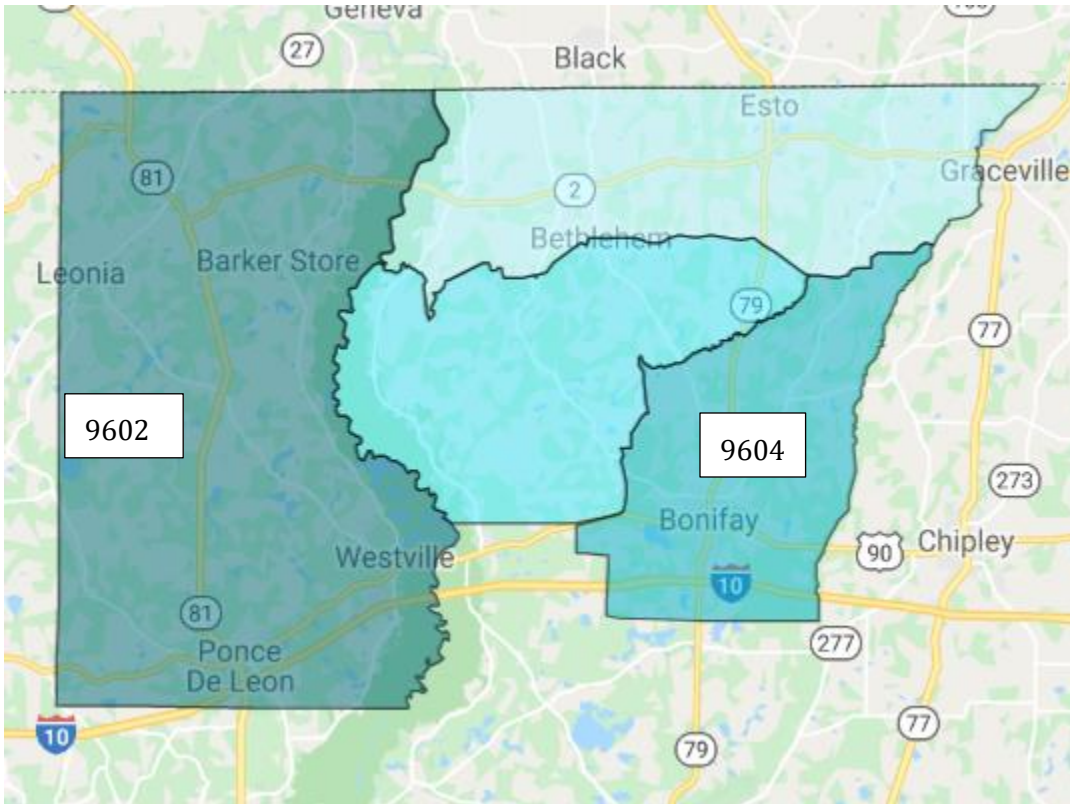 Geneva
27
Black
Esto
81
2
Graceville
Bethlehem
Barker Store
Leonia
79
77
9602
9604
273
Bonifay
Westville
90
Chipley
10
81
277
Ponce
De Leon
10
77
79